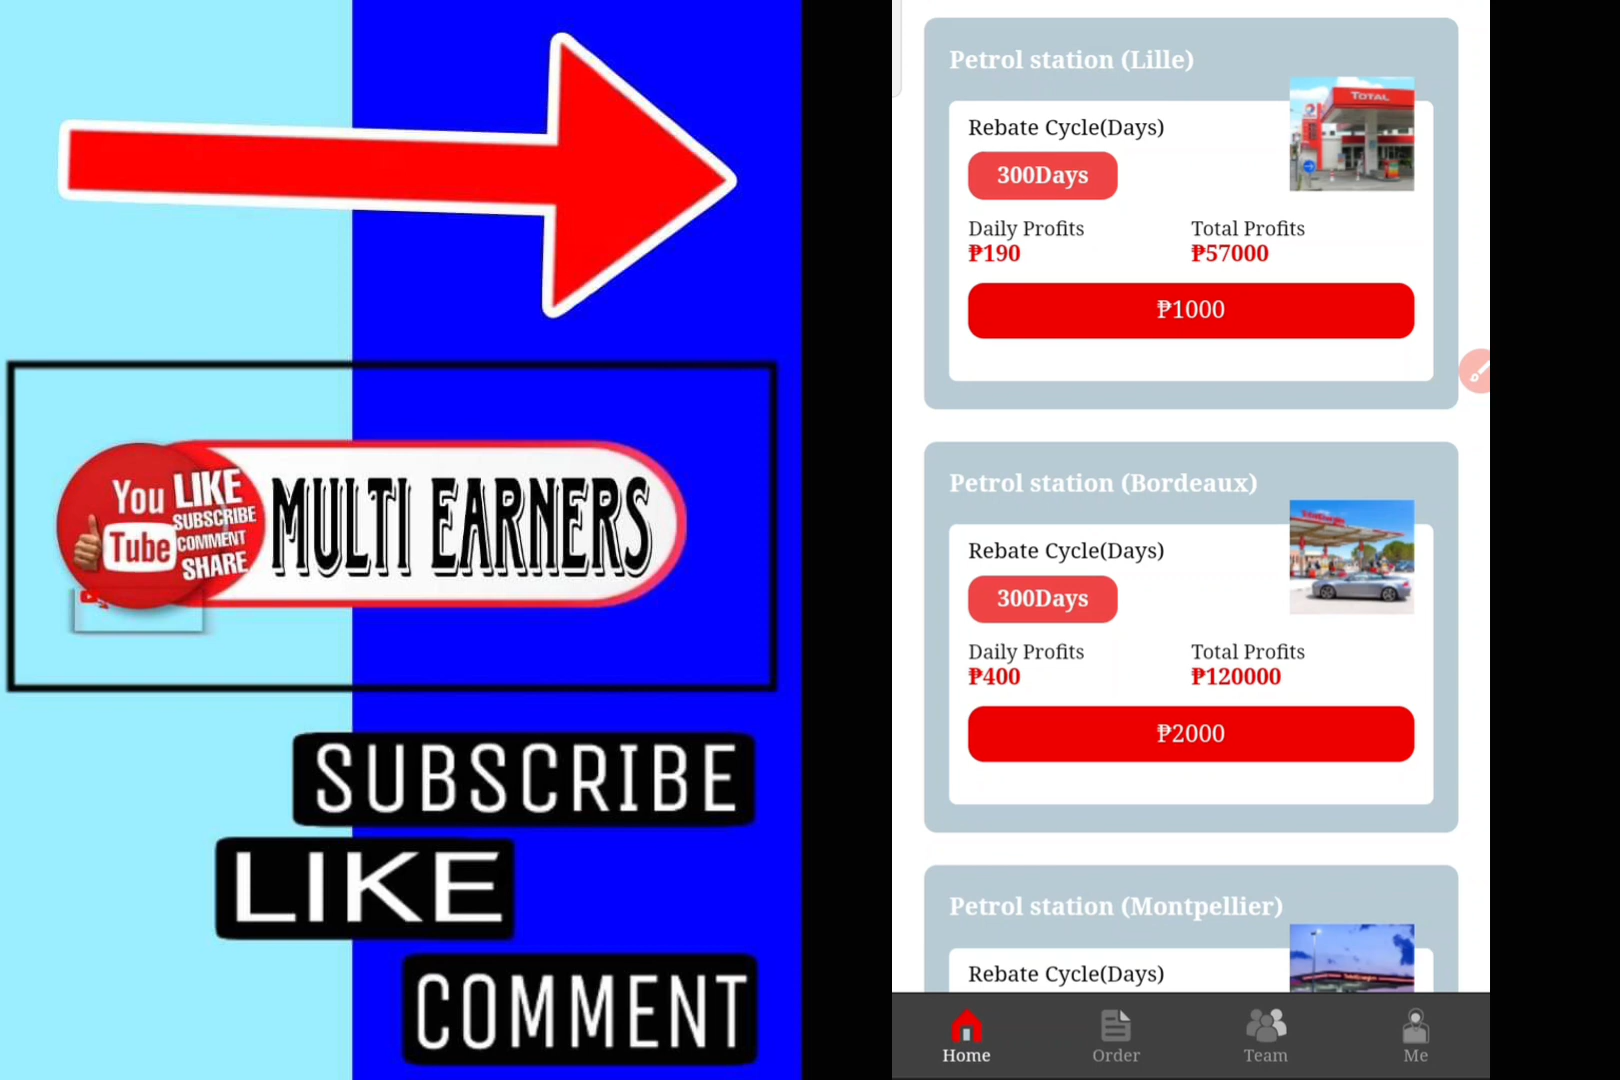 You
Tube
LIKE
SUBSCRIBE
COMMENT
SHARE
MULTI EARNERS
SUBSCRIBE
LIKE
COMMENT
Petrol station (Lille)
TOTAL
Rebate Cycle(Days)
300Days
Daily Profits Total Profits
₱190 ₱57000
₱1000
Petrol station (Bordeaux)
Rebate Cycle(Days)
300Days
Daily Profits Total Profits
₱400 ₱120000
₱2000
Petrol station (Montpellier)
Rebate Cycle(Days)
Home Order Team Me